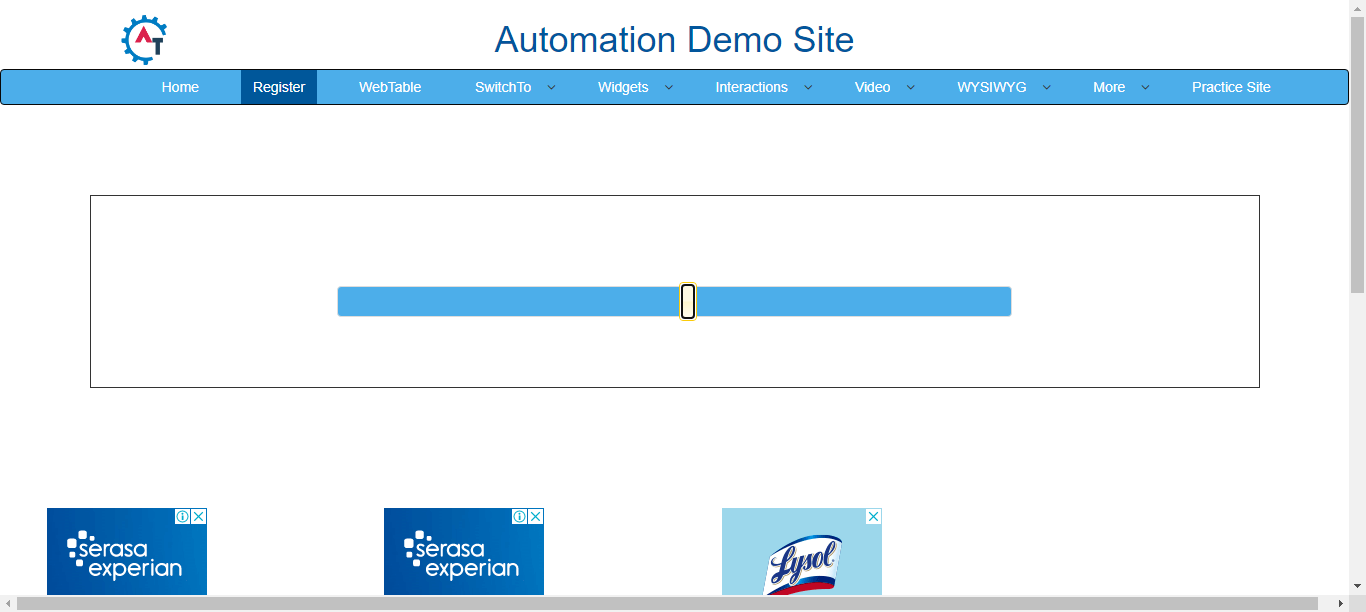 AT
Automation Demo Site
Home Register WebTable SwitchTo Widgets Interactions Video WYSIWYG More Practice Site
serasa
experian
serasa
experian
Lysol